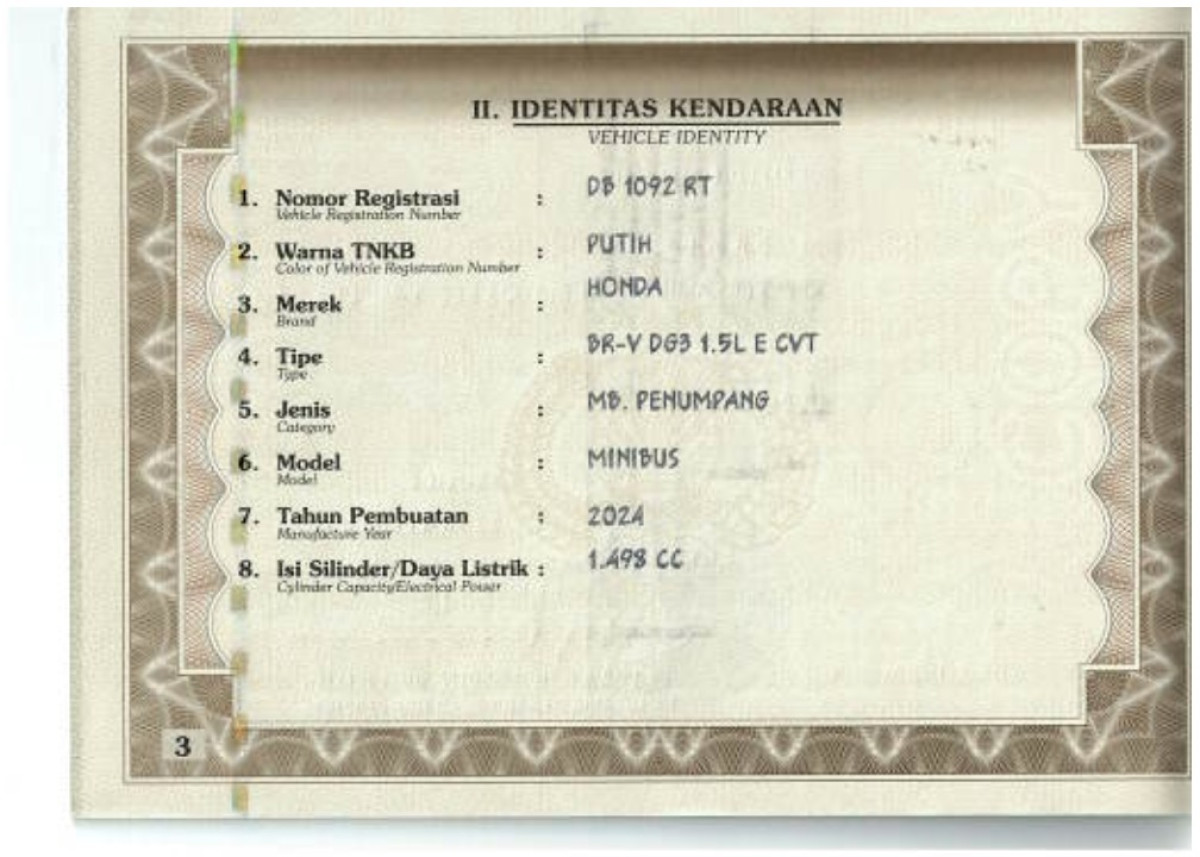 II. IDENTITAS KENDARAAN
VEHICLE IDENTITY
1. Nomor Registrasi : DB 1092 RT
Vehicle Registration Number
2. Warna TNKB : PUTIH
Color of Vehicle Registration Number
3. Merek : HONDA
Brand
4. Tipe : BR-V DG3 1.5L E CVT
Type
5. Jenis : MB. PENUMPANG
Category
6. Model : MINIBUS
Model
7. Tahun Pembuatan : 2024
Manufacture Year
8. Isi Silinder/Daya Listrik : 1.498 CC
Cylinder Capacity/Electrical Power
3